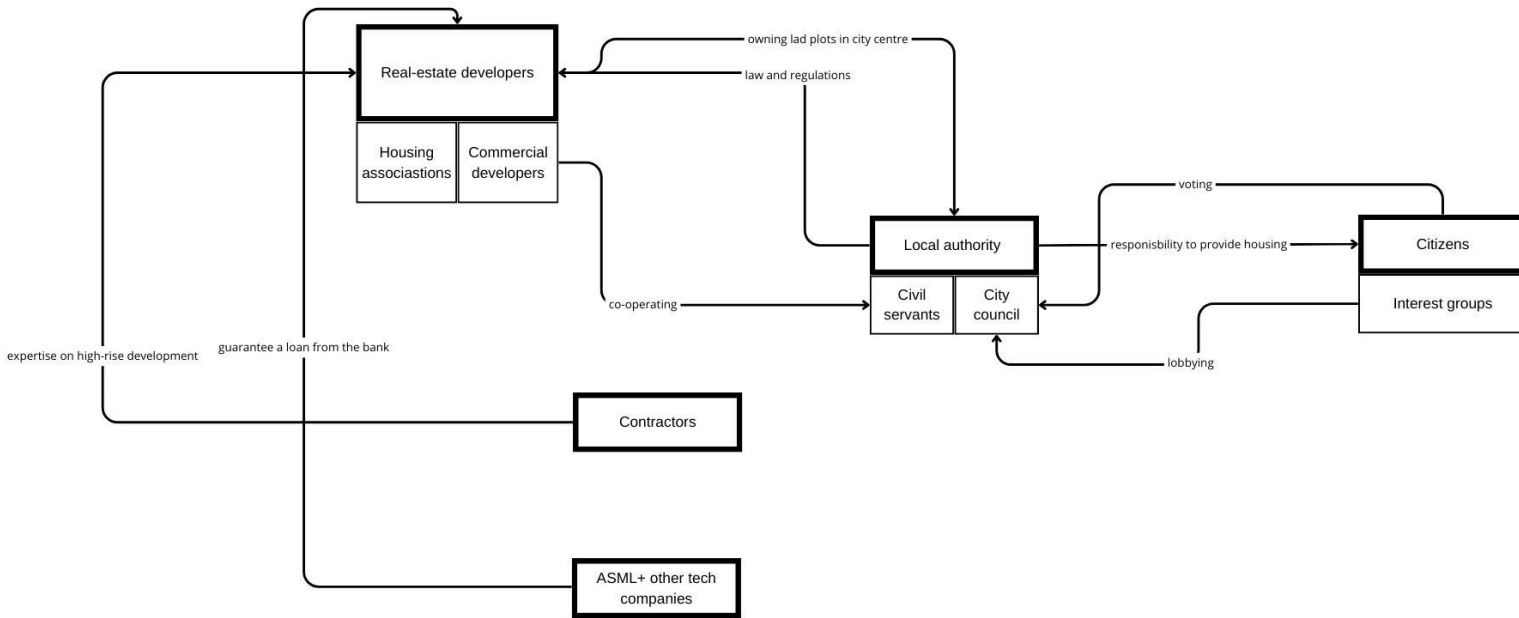 owning lad plots in city centre
Real-estate developers
law and regulations
Housing
associastions
Commercial
developers
voting
Local authority
responisbility to provide housing
Citizens
Civil
servants
City
council
Interest groups
co-operating
guarantee a loan from the bank
expertise on high-rise development
lobbying
Contractors
ASML+ other tech
companies